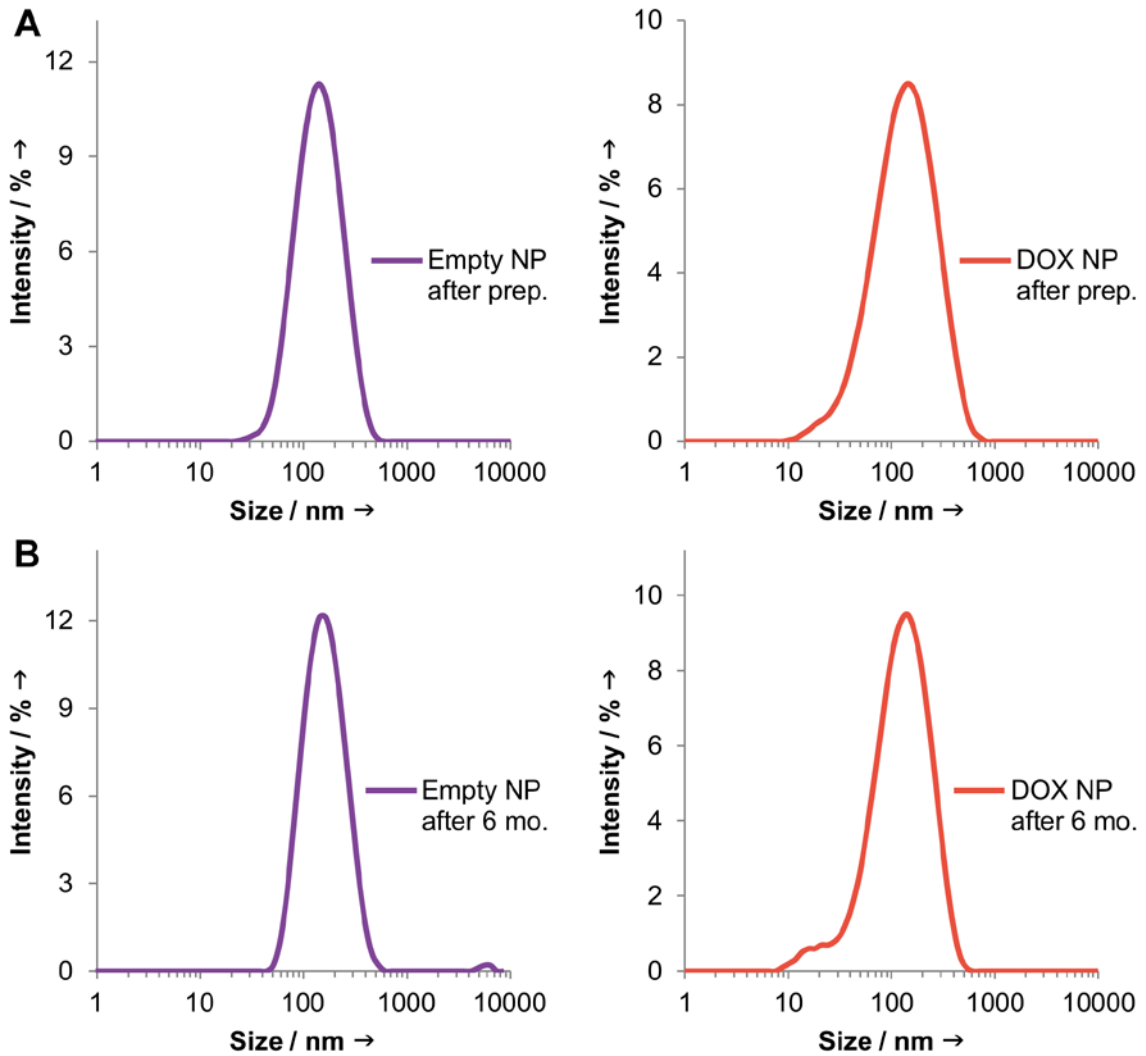 A
12
9
6
3
0
Intensity / % →
Empty NP
after prep.
1 10 100 1000 10000
Size / nm →
10
8
6
4
2
0
Intensity / % →
DOX NP
after prep.
1 10 100 1000 10000
Size / nm →
B
12
9
6
3
0
Intensity / % →
Empty NP
after 6 mo.
1 10 100 1000 10000
Size / nm →
10
8
6
4
2
0
Intensity / % →
DOX NP
after 6 mo.
1 10 100 1000 10000
Size / nm →